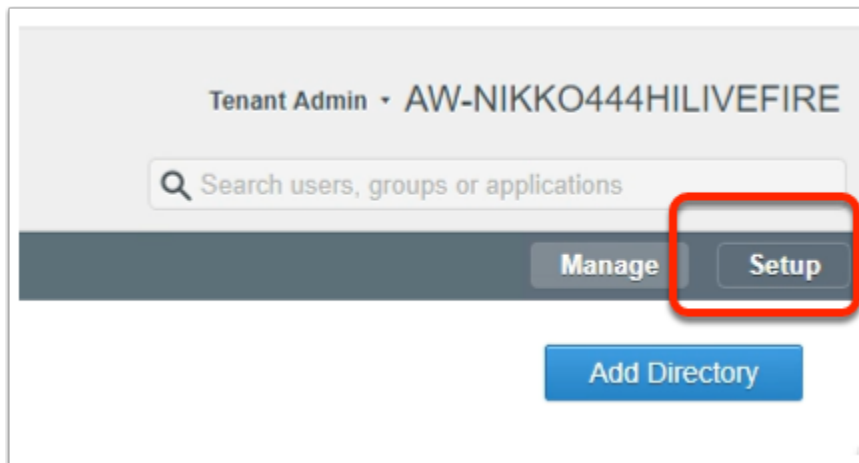 Tenant Admin AW-NIKKO444HILIVEFIRE
Search users, groups or applications
Manage Setup
Add Directory